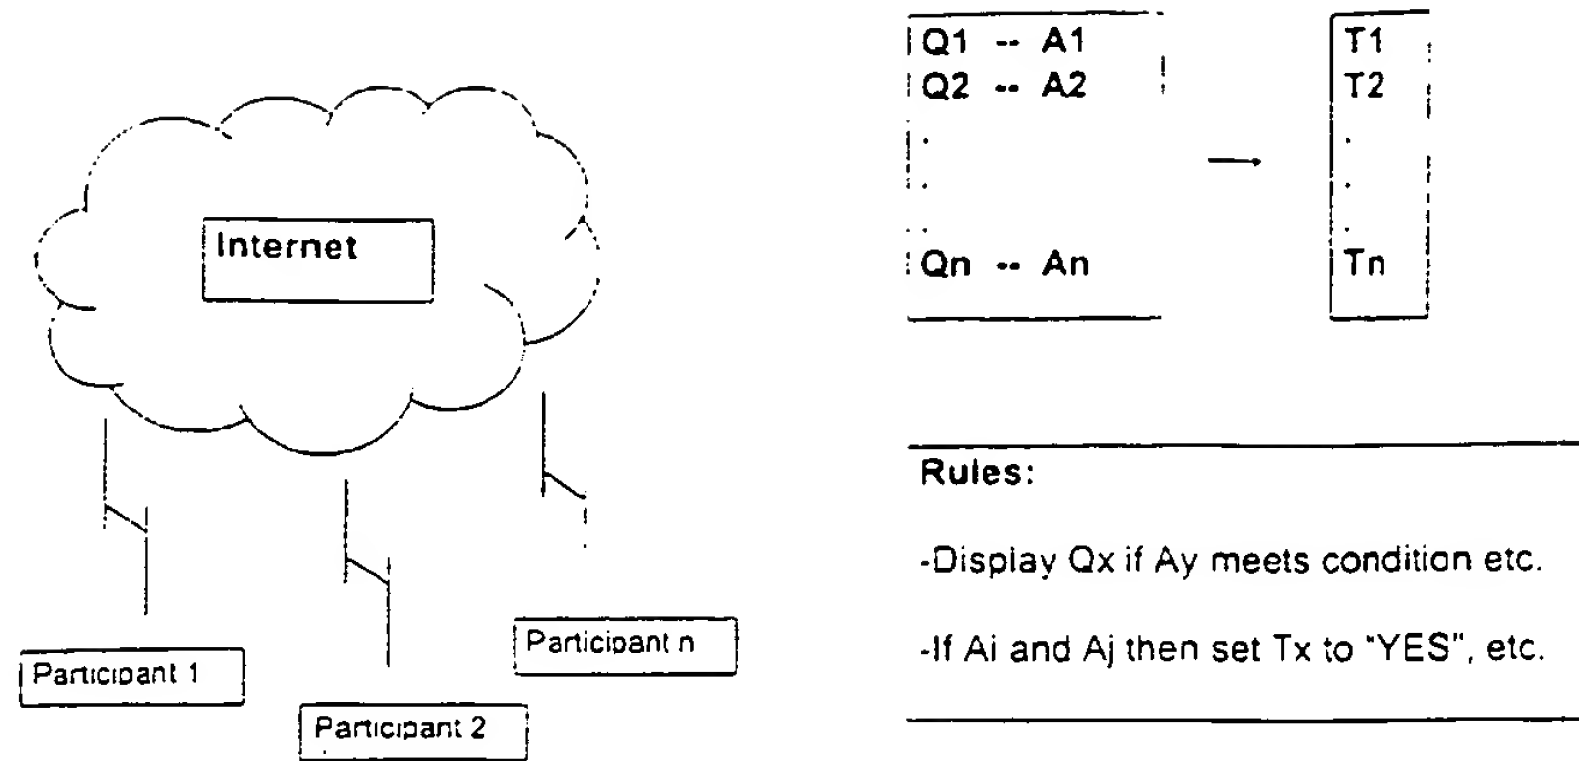 Internet
Participant 1
Participant 2
Participant n
Q1 -- A1
Q2 -- A2
.
.
..
Qn -- An
T1
T2
.
.
.
Tn
Rules:
-Display Qx if Ay meets condition etc.
-If Ai and Aj then set Tx to "YES", etc.